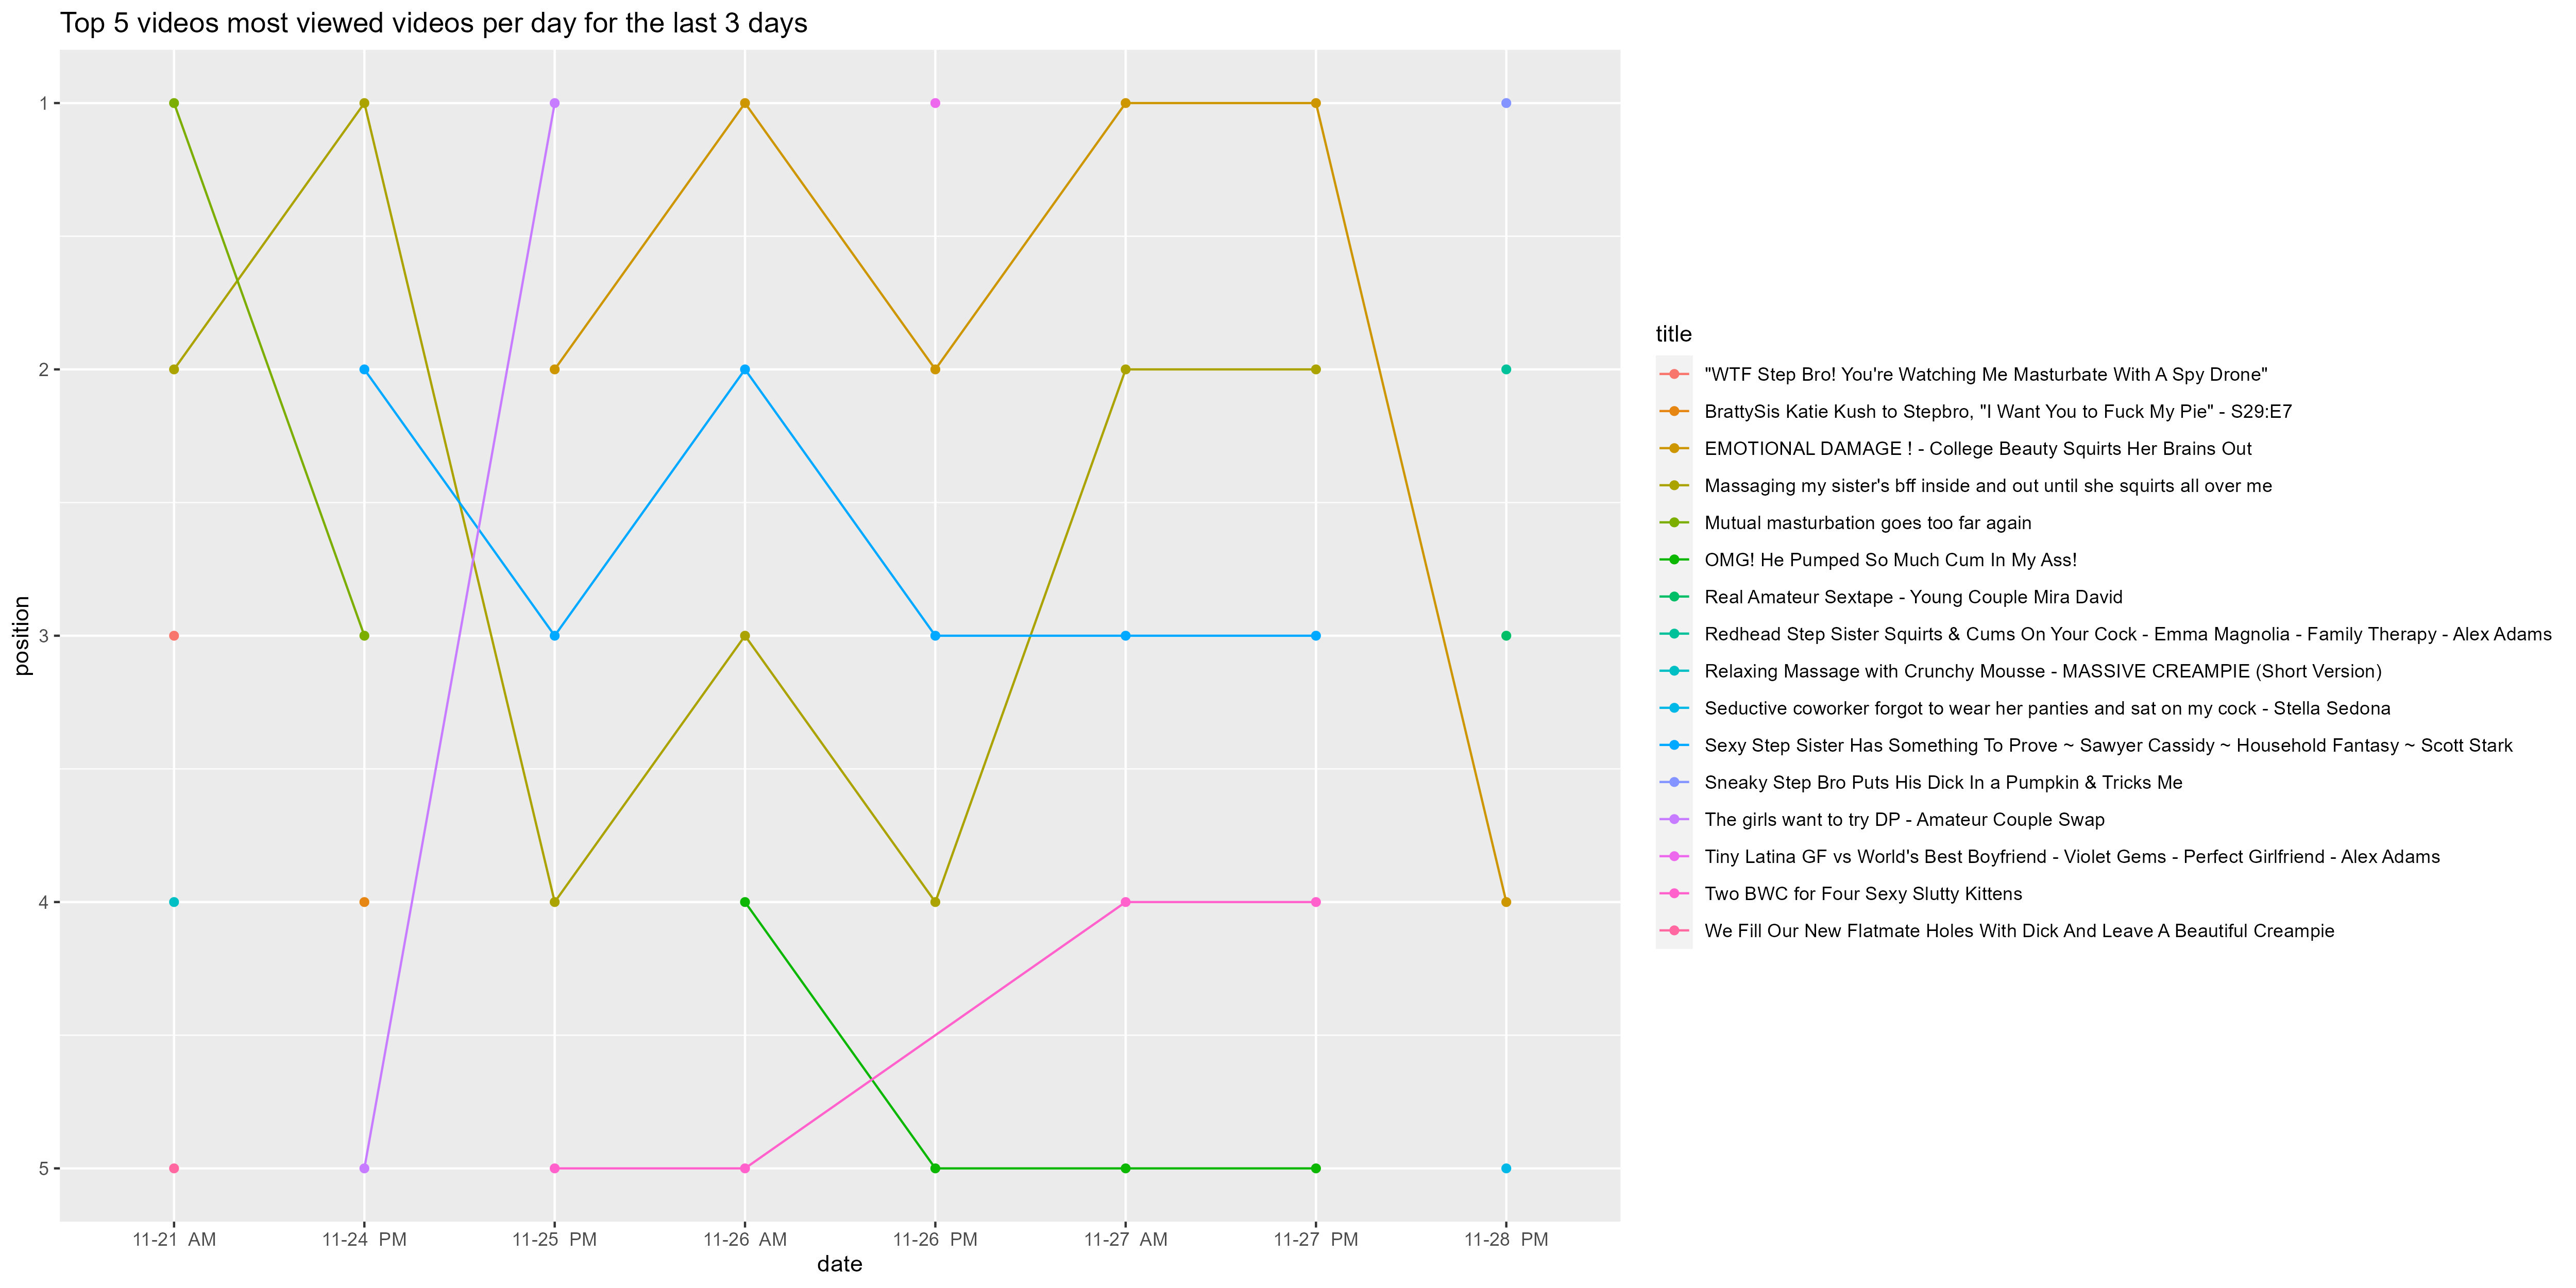 Top 5 videos most viewed videos per day for the last 3 days
position
1
2
3
4
5
11-21 AM
11-24 PM
11-25 PM
11-26 AM
11-26 PM
11-27 AM
11-27 PM
11-28 PM
date
title
"WTF Step Bro! You're Watching Me Masturbate With A Spy Drone"
BrattySis Katie Kush to Stepbro, "I Want You to Fuck My Pie" - S29:E7
EMOTIONAL DAMAGE ! - College Beauty Squirts Her Brains Out
Massaging my sister's bff inside and out until she squirts all over me
Mutual masturbation goes too far again
OMG! He Pumped So Much Cum In My Ass!
Real Amateur Sextape - Young Couple Mira David
Redhead Step Sister Squirts & Cums On Your Cock - Emma Magnolia - Family Therapy - Alex Adams
Relaxing Massage with Crunchy Mousse - MASSIVE CREAMPIE (Short Version)
Seductive coworker forgot to wear her panties and sat on my cock - Stella Sedona
Sexy Step Sister Has Something To Prove ~ Sawyer Cassidy ~ Household Fantasy ~ Scott Stark
Sneaky Step Bro Puts His Dick In a Pumpkin & Tricks Me
The girls want to try DP - Amateur Couple Swap
Tiny Latina GF vs World's Best Boyfriend - Violet Gems - Perfect Girlfriend - Alex Adams
Two BWC for Four Sexy Slutty Kittens
We Fill Our New Flatmate Holes With Dick And Leave A Beautiful Creampie